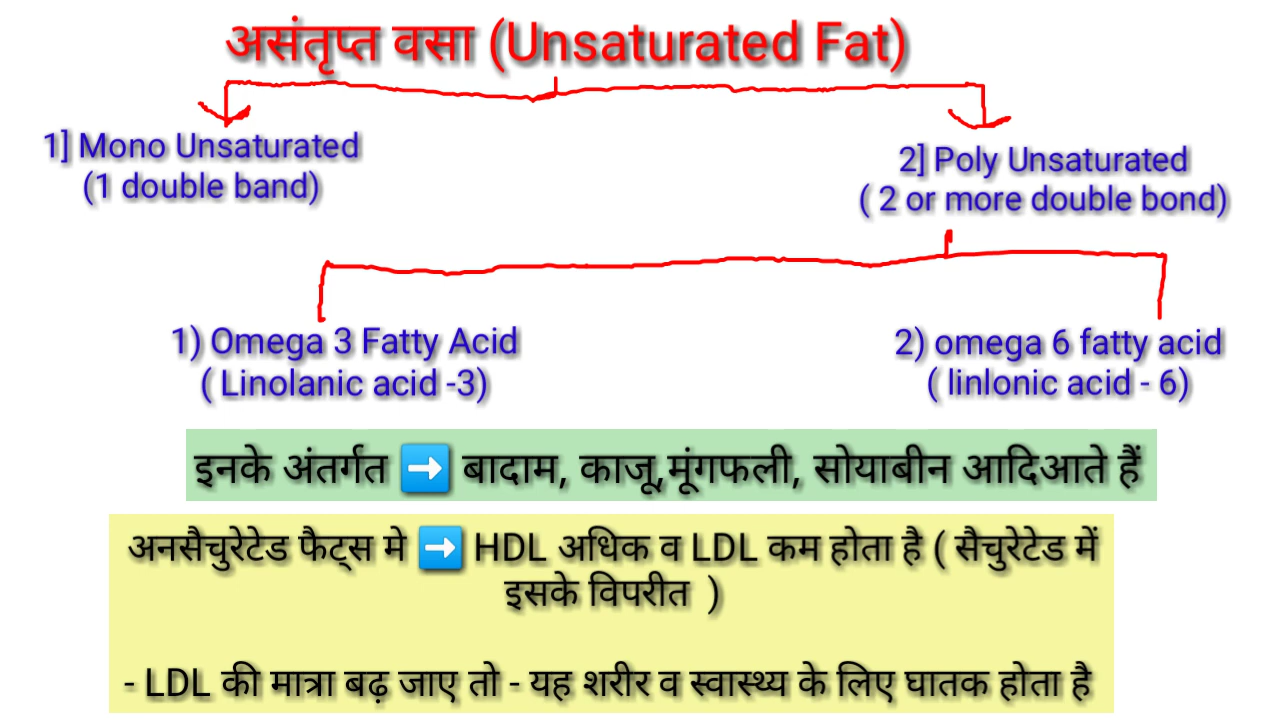 असंतृप्त वसा (Unsaturated Fat)
1] Mono Unsaturated
(1 double band)
2] Poly Unsaturated
( 2 or more double bond)
1) Omega 3 Fatty Acid
( Linolanic acid -3)
2) omega 6 fatty acid
( linlonic acid - 6)
इनके अंतर्गत ➡️ बादाम, काजू,मूंगफली, सोयाबीन आदिआते हैं
अनसैचुरेटेड फैट्स मे ➡️ HDL अधिक व LDL कम होता है ( सैचुरेटेड में
इसके विपरीत )
- LDL की मात्रा बढ़ जाए तो - यह शरीर व स्वास्थ्य के लिए घातक होता है